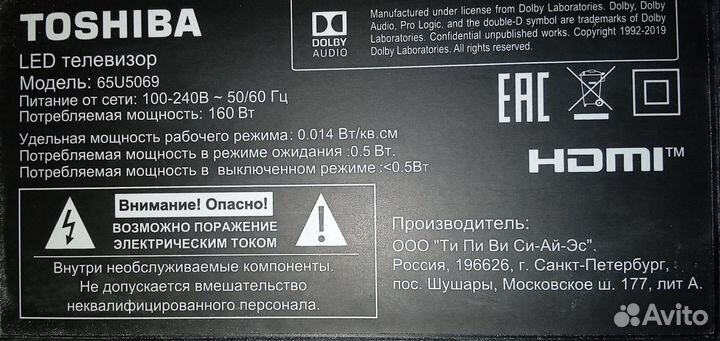 TOSHIBA
LED телевизор
Модель: 65U5069
Питание от сети: 100-240В ~ 50/60 Гц
Потребляемая мощность: 160 Вт
Удельная мощность рабочего режима: 0.014 Вт/кв.см
Потребляемая мощность в режиме ожидания :0.5 Вт.
Потребляемая мощность в выключенном режиме :<0.5Вт
DOLBY
AUDIO
Manufactured under license from Dolby Laboratories. Dolby, Dolby
Audio, Pro Logic, and the double-D symbol are trademarks of Dolby
Laboratories. Confidential unpublished works. Copyright 1992-2019
Dolby Laboratories. All rights reserved.
EAC
HDMI™
Внимание! Опасно!
ВОЗМОЖНО ПОРАЖЕНИЕ
ЭЛЕКТРИЧЕСКИМ ТОКОМ
Внутри необслуживаемые компоненты.
Не допускается вмешательство
неквалифицированного персонала.
Производитель:
ООО "Ти Пи Ви Си-Ай-Эс".
Россия, 196626, г. Санкт-Петербург,
пос. Шушары, Московское ш. 177, лит А.
Avito